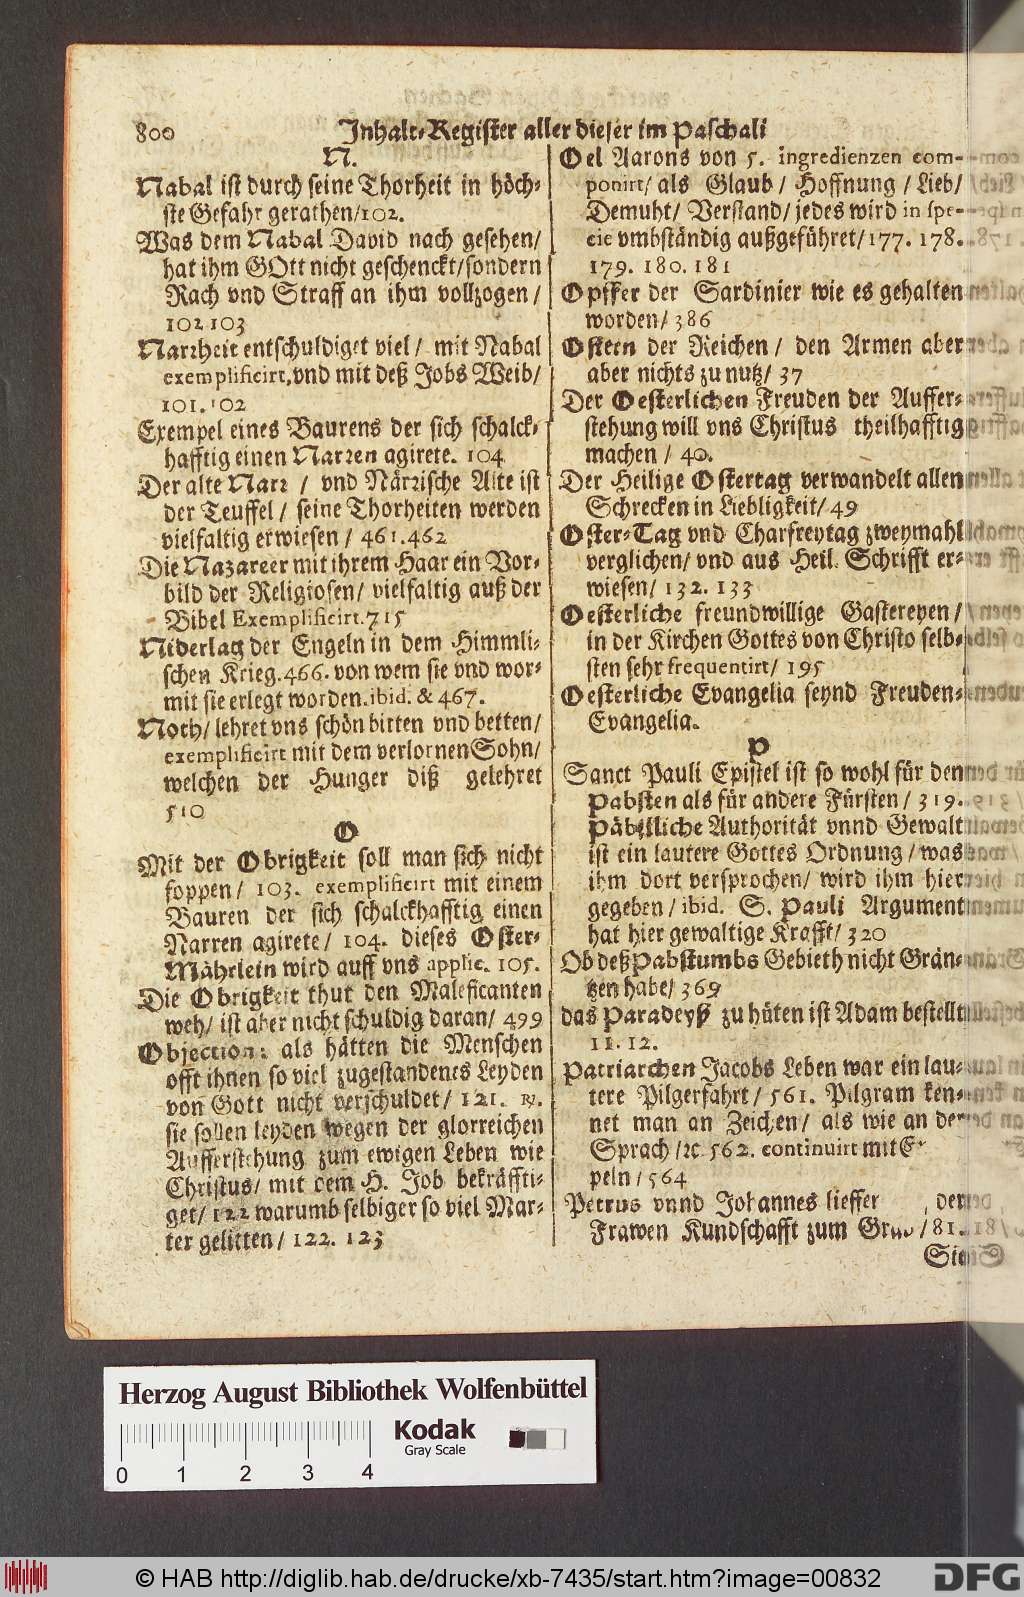 800 Inhalt-Register aller dieser im Paschali
N.
Nabal ist durch seine Thorheit in höch-
ste Gefahr gerathen/102.
Was dem Nabal David nach gesehen/
hat ihm GOtt nicht geschenckt/sondern
Rach vnd Straff an ihm vollzogen /
102 103
Narrheit entschuldiget viel / mit Nabal
exemplificirt, vnd mit deß Jobs Weib/
101. 102
Exempel eines Baurens der sich schalck-
hafftig einen Narren agirete. 104
Der alte Narr / vnd Närrische Alte ist
der Teuffel / seine Thorheiten werden
vielfaltig erwiesen / 461.462
Die Nazareer mit ihrem Haar ein Vor-
bild der Religiosen/ vielfaltig auß der
Bibel Exemplificirt.715
Niderlag der Engeln in dem Himmli-
schen Krieg.466. von wem sie vnd wor-
mit sie erlegt worden. ibid. & 467.
Noth/ lehret vns schön bitten vnd betten/
exemplificirt mit dem verlornen Sohn/
welchen der Hunger diß gelehret
510
O
Mit der Obrigkeit soll man sich nicht
foppen/ 103. exemplificirt mit einem
Bauren der sich schalckhafftig einen
Narren agirete/ 104. dieses Oster-
Mährlein wird auff vns applic. 105.
Die Obrigkeit thut den Maleficanten
weh/ ist aber nicht schuldig daran/ 499
Objection: als hätten die Menschen
offt ihnen so viel zugestandenes Leyden
von Gott nicht verschuldet/ 121. ℟.
sie sollen leyden wegen der glorreichen
Aufferstehung zum ewigen Leben wie
Christus/ mit dem H. Job bekräffti-
get/ 122 warumb selbiger so viel Mar-
ter gelitten/ 122. 123
Oel Aarons von 5. ingredienzen com-
ponirt/ als Glaub / Hoffnung / Lieb/
Demuht/ Verstand/ jedes wird in spe-
cie vmbständig außgeführet/177. 178.
179. 180. 181
Opffer der Sardinier wie es gehalten
worden/ 386
Ostern der Reichen / den Armen aber
aber nichts zu nutz/ 37
Der Oesterlichen Freuden der Auffer-
stehung will vns Christus theilhafftig
machen / 40.
Der Heilige Ostertag verwandelt allen
Schrecken in Liebligkeit/ 49
Oster-Tag vnd Charfreytag zweymahl
verglichen/ vnd aus Heil. Schrifft er-
wiesen/ 132. 133
Oesterliche freundwillige Gastereyen /
in der Kirchen Gottes von Christo selb-
sten sehr frequentirt/ 195
Oesterliche Evangelia seynd Freuden-
Evangelia.
P
Sanct Pauli Epistel ist so wohl für den
Pabsten als für andere Fürsten / 319.
Päbstliche Authorität vnnd Gewalt
ist ein lautere Gottes Ordnung / was
ihm dort versprochen/ wird ihm hier
gegeben / ibid. S. Pauli Argument
hat hier gewaltige Krafft/ 320
Ob deß Pabstumbs Gebieth nicht Grän-
tzen habe/ 369
das Paradeyß zu hüten ist Adam bestellt
11. 12.
Patriarchen Jacobs Leben war ein lau-
tere Pilgerfahrt / 561. Pilgram ken-
net man an Zeichen/ als wie an der
Sprach /ꝛc. 562. continuirt mit
peln / 564
Petrus vnnd Johannes lieffer der
Frawen Kundschafft zum Grab / 81.
Sie
Herzog August Bibliothek Wolfenbüttel
Kodak
Gray Scale
0 1 2 3 4
© HAB http://diglib.hab.de/drucke/xb-7435/start.htm?image=00832
DFG